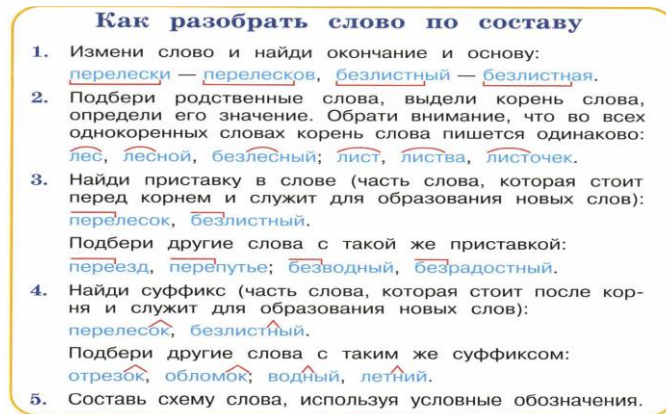 Как разобрать слово по составу
1. Измени слово и найди окончание и основу:
перелески — перелесков, безлистный — безлистная.
2. Подбери родственные слова, выдели корень слова,
определи его значение. Обрати внимание, что во всех
однокоренных словах корень слова пишется одинаково:
лес, лесной, безлесный; лист, листва, листочек.
3. Найди приставку в слове (часть слова, которая стоит
перед корнем и служит для образования новых слов):
перелесок, безлистный.
Подбери другие слова с такой же приставкой:
переезд, перепутье; безводный, безрадостный.
4. Найди суффикс (часть слова, которая стоит после кор-
ня и служит для образования новых слов):
перелесок, безлистный.
Подбери другие слова с таким же суффиксом:
отрезок, обломок; водный, летний.
5. Составь схему слова, используя условные обозначения.